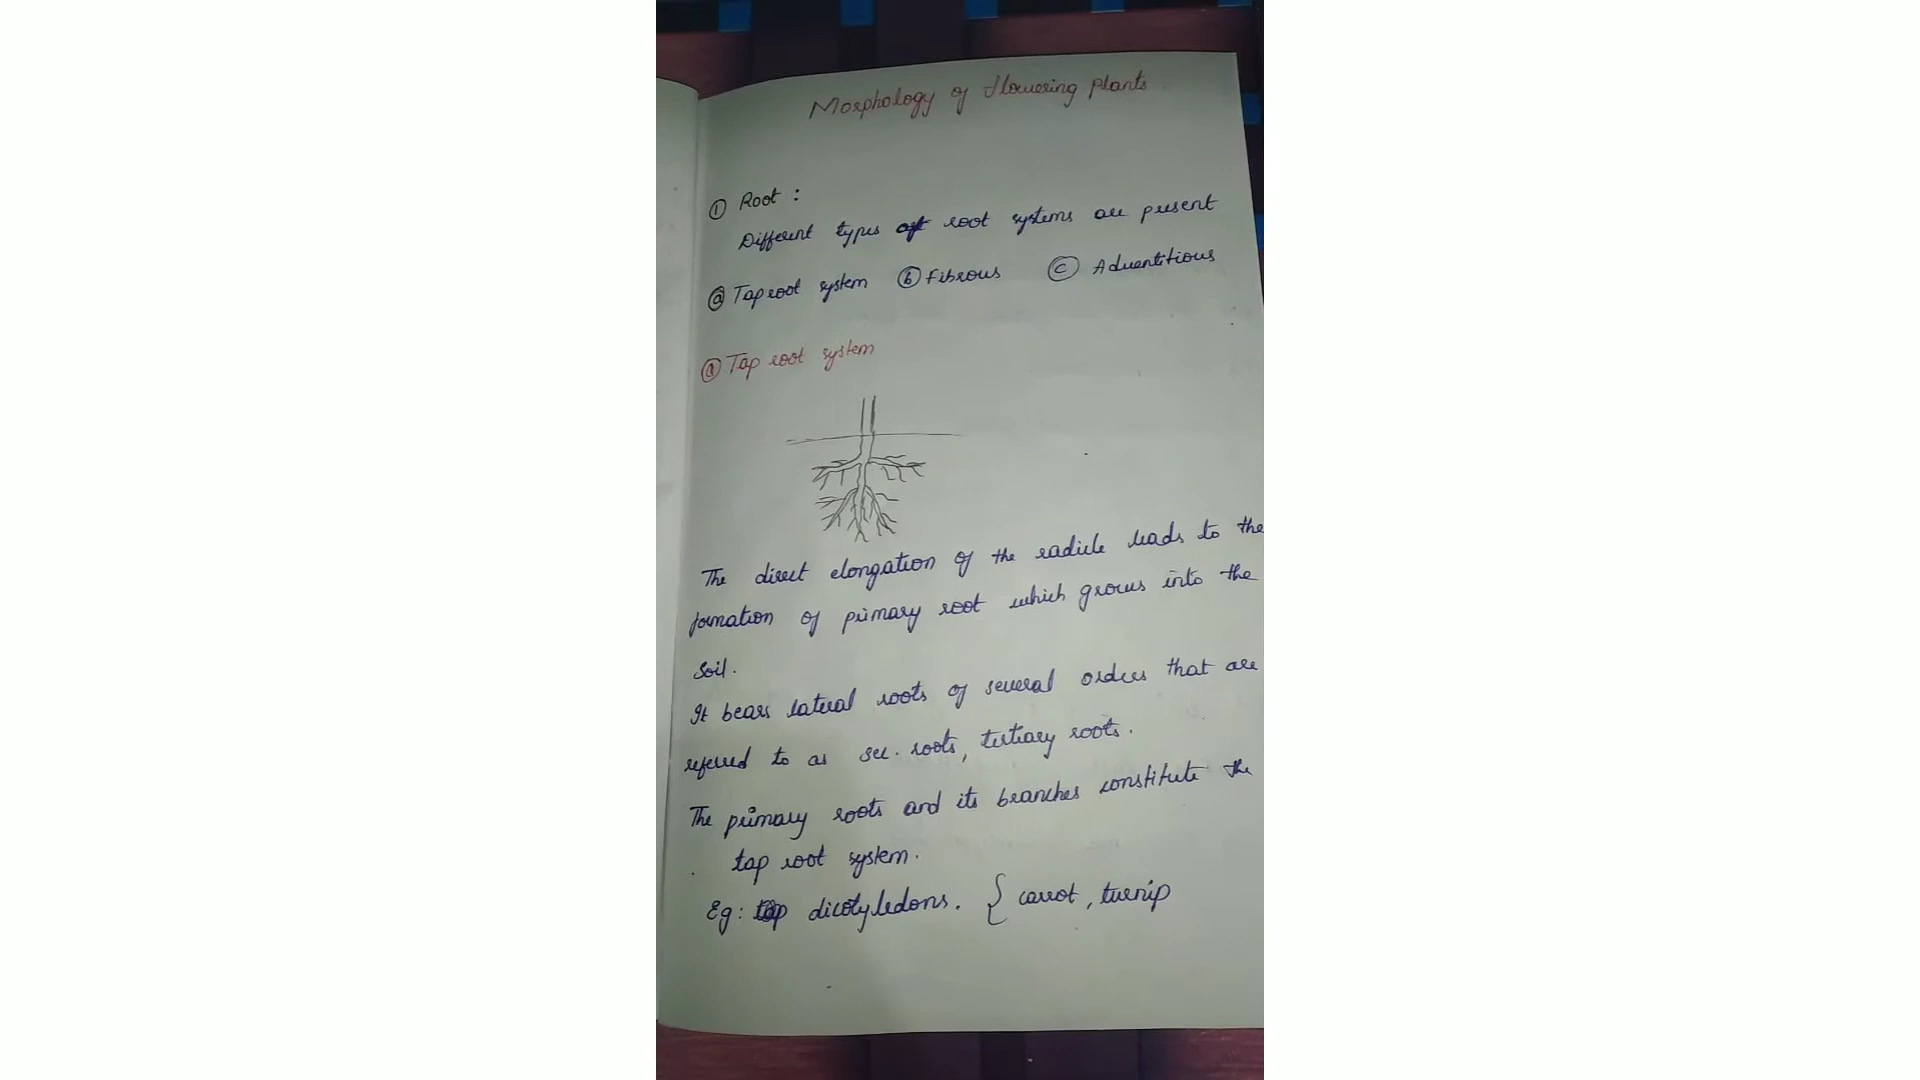 Morphology of flowering plants
① Root :
Different types of root systems are present
ⓐ Tap root system ⓑ Fibrous ⓒ Adventitious
ⓐ Tap root system
The direct elongation of the radicle leads to the
formation of primary root which grows into the
soil.
It bears lateral roots of several orders that are
referred to as sec. roots, tertiary roots.
The primary roots and its branches constitute the
tap root system.
Eg: dicotyledons. { carrot, turnip